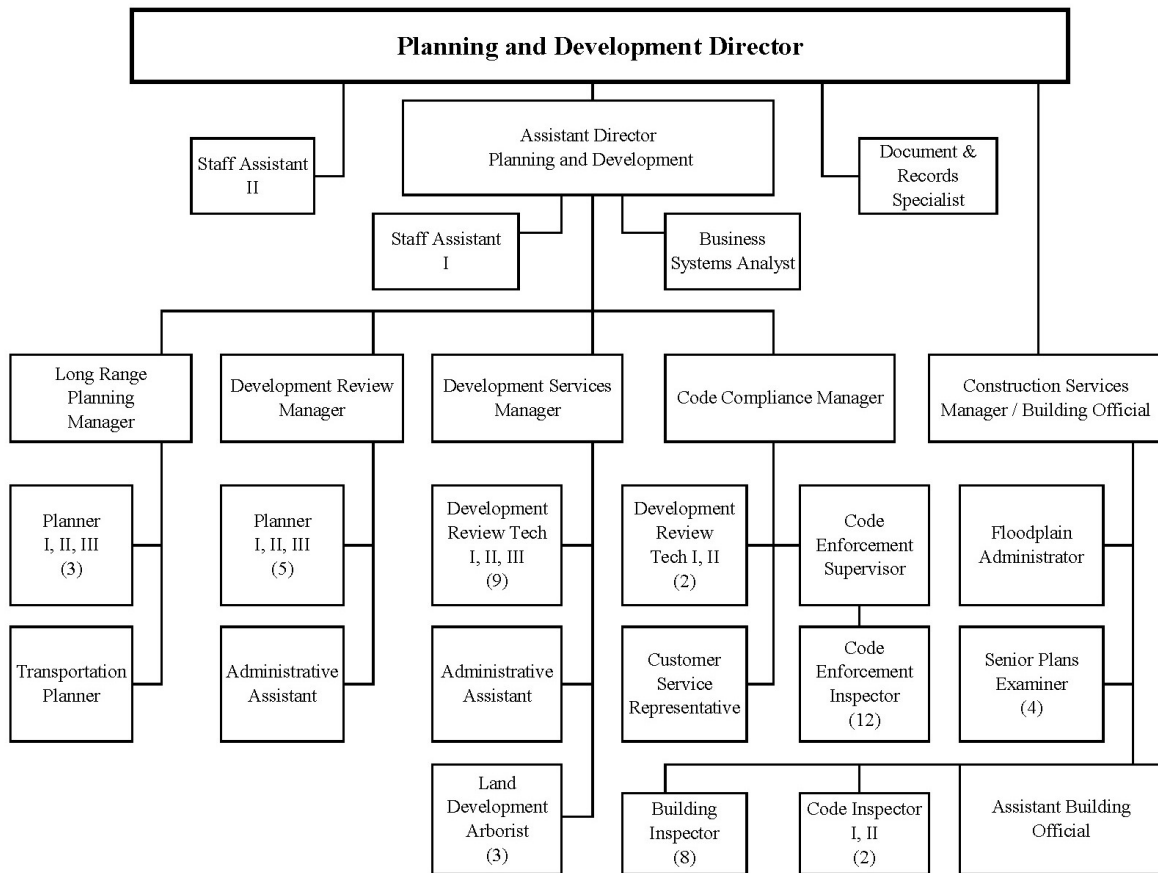 Planning and Development Director
Assistant Director
Planning and Development
Staff Assistant
II
Document &
Records
Specialist
Staff Assistant
I
Business
Systems Analyst
Long Range
Planning
Manager
Development Review
Manager
Development Services
Manager
Code Compliance Manager
Construction Services
Manager / Building Official
Planner
I, II, III
(3)
Planner
I, II, III
(5)
Development
Review Tech
I, II, III
(9)
Development
Review
Tech I, II
(2)
Code
Enforcement
Supervisor
Floodplain
Administrator
Transportation
Planner
Administrative
Assistant
Administrative
Assistant
Customer
Service
Representative
Code
Enforcement
Inspector
(12)
Senior Plans
Examiner
(4)
Land
Development
Arborist
(3)
Building
Inspector
(8)
Code Inspector
I, II
(2)
Assistant Building
Official